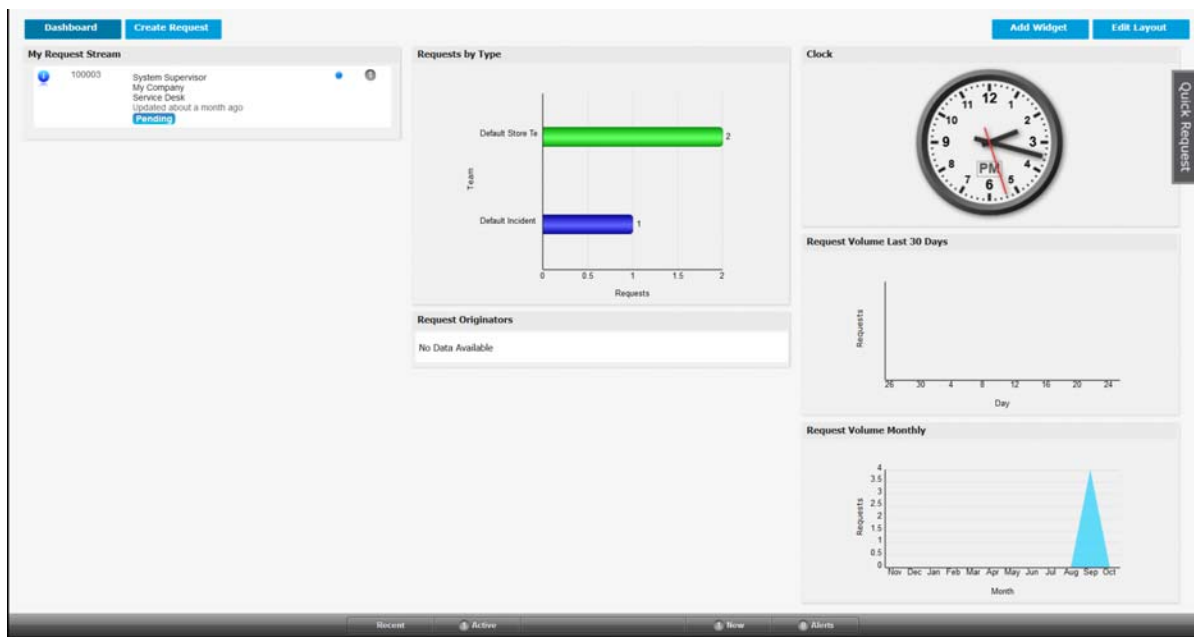 Dashboard
Create Request
Add Widget
Edit Layout
My Request Stream
100003
System Supervisor
My Company
Service Desk
Updated about a month ago
Pending
Requests by Type
Team
Default Store Te
2
Default Incident
1
0 0.5 1 1.5 2
Requests
Request Originators
No Data Available
Clock
12
1
2
3
4
5
6
7
8
9
10
11
PM
Quick Request
Request Volume Last 30 Days
Requests
26 30 4 8 12 16 20 24
Day
Request Volume Monthly
Requests
4
3.5
3
2.5
2
1.5
1
0.5
0
Nov Dec Jan Feb Mar Apr May Jun Jul Aug Sep Oct
Month
Recent
Active
New
Alerts